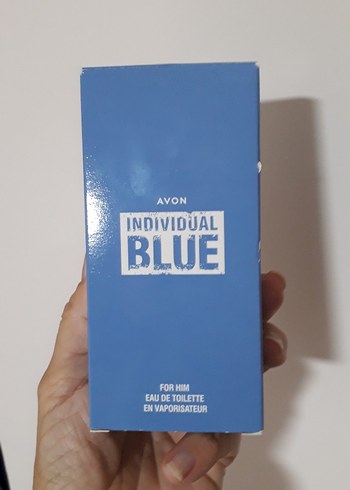 AVON
INDIVIDUAL
BLUE
FOR HIM
EAU DE TOILETTE
EN VAPORISATEUR